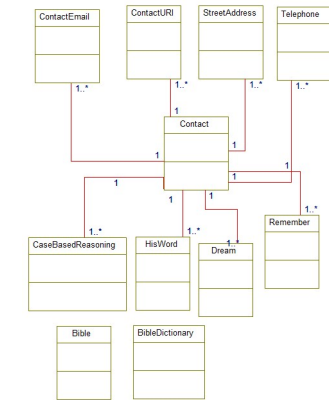 ContactEmail
ContactURI
StreetAddress
Telephone
1..*
1..*
1..*
1..*
1
Contact
1
1
1
1
1
1
1
1..*
1..*
1..*
1..*
CaseBasedReasoning
HisWord
Dream
Remember
Bible
BibleDictionary